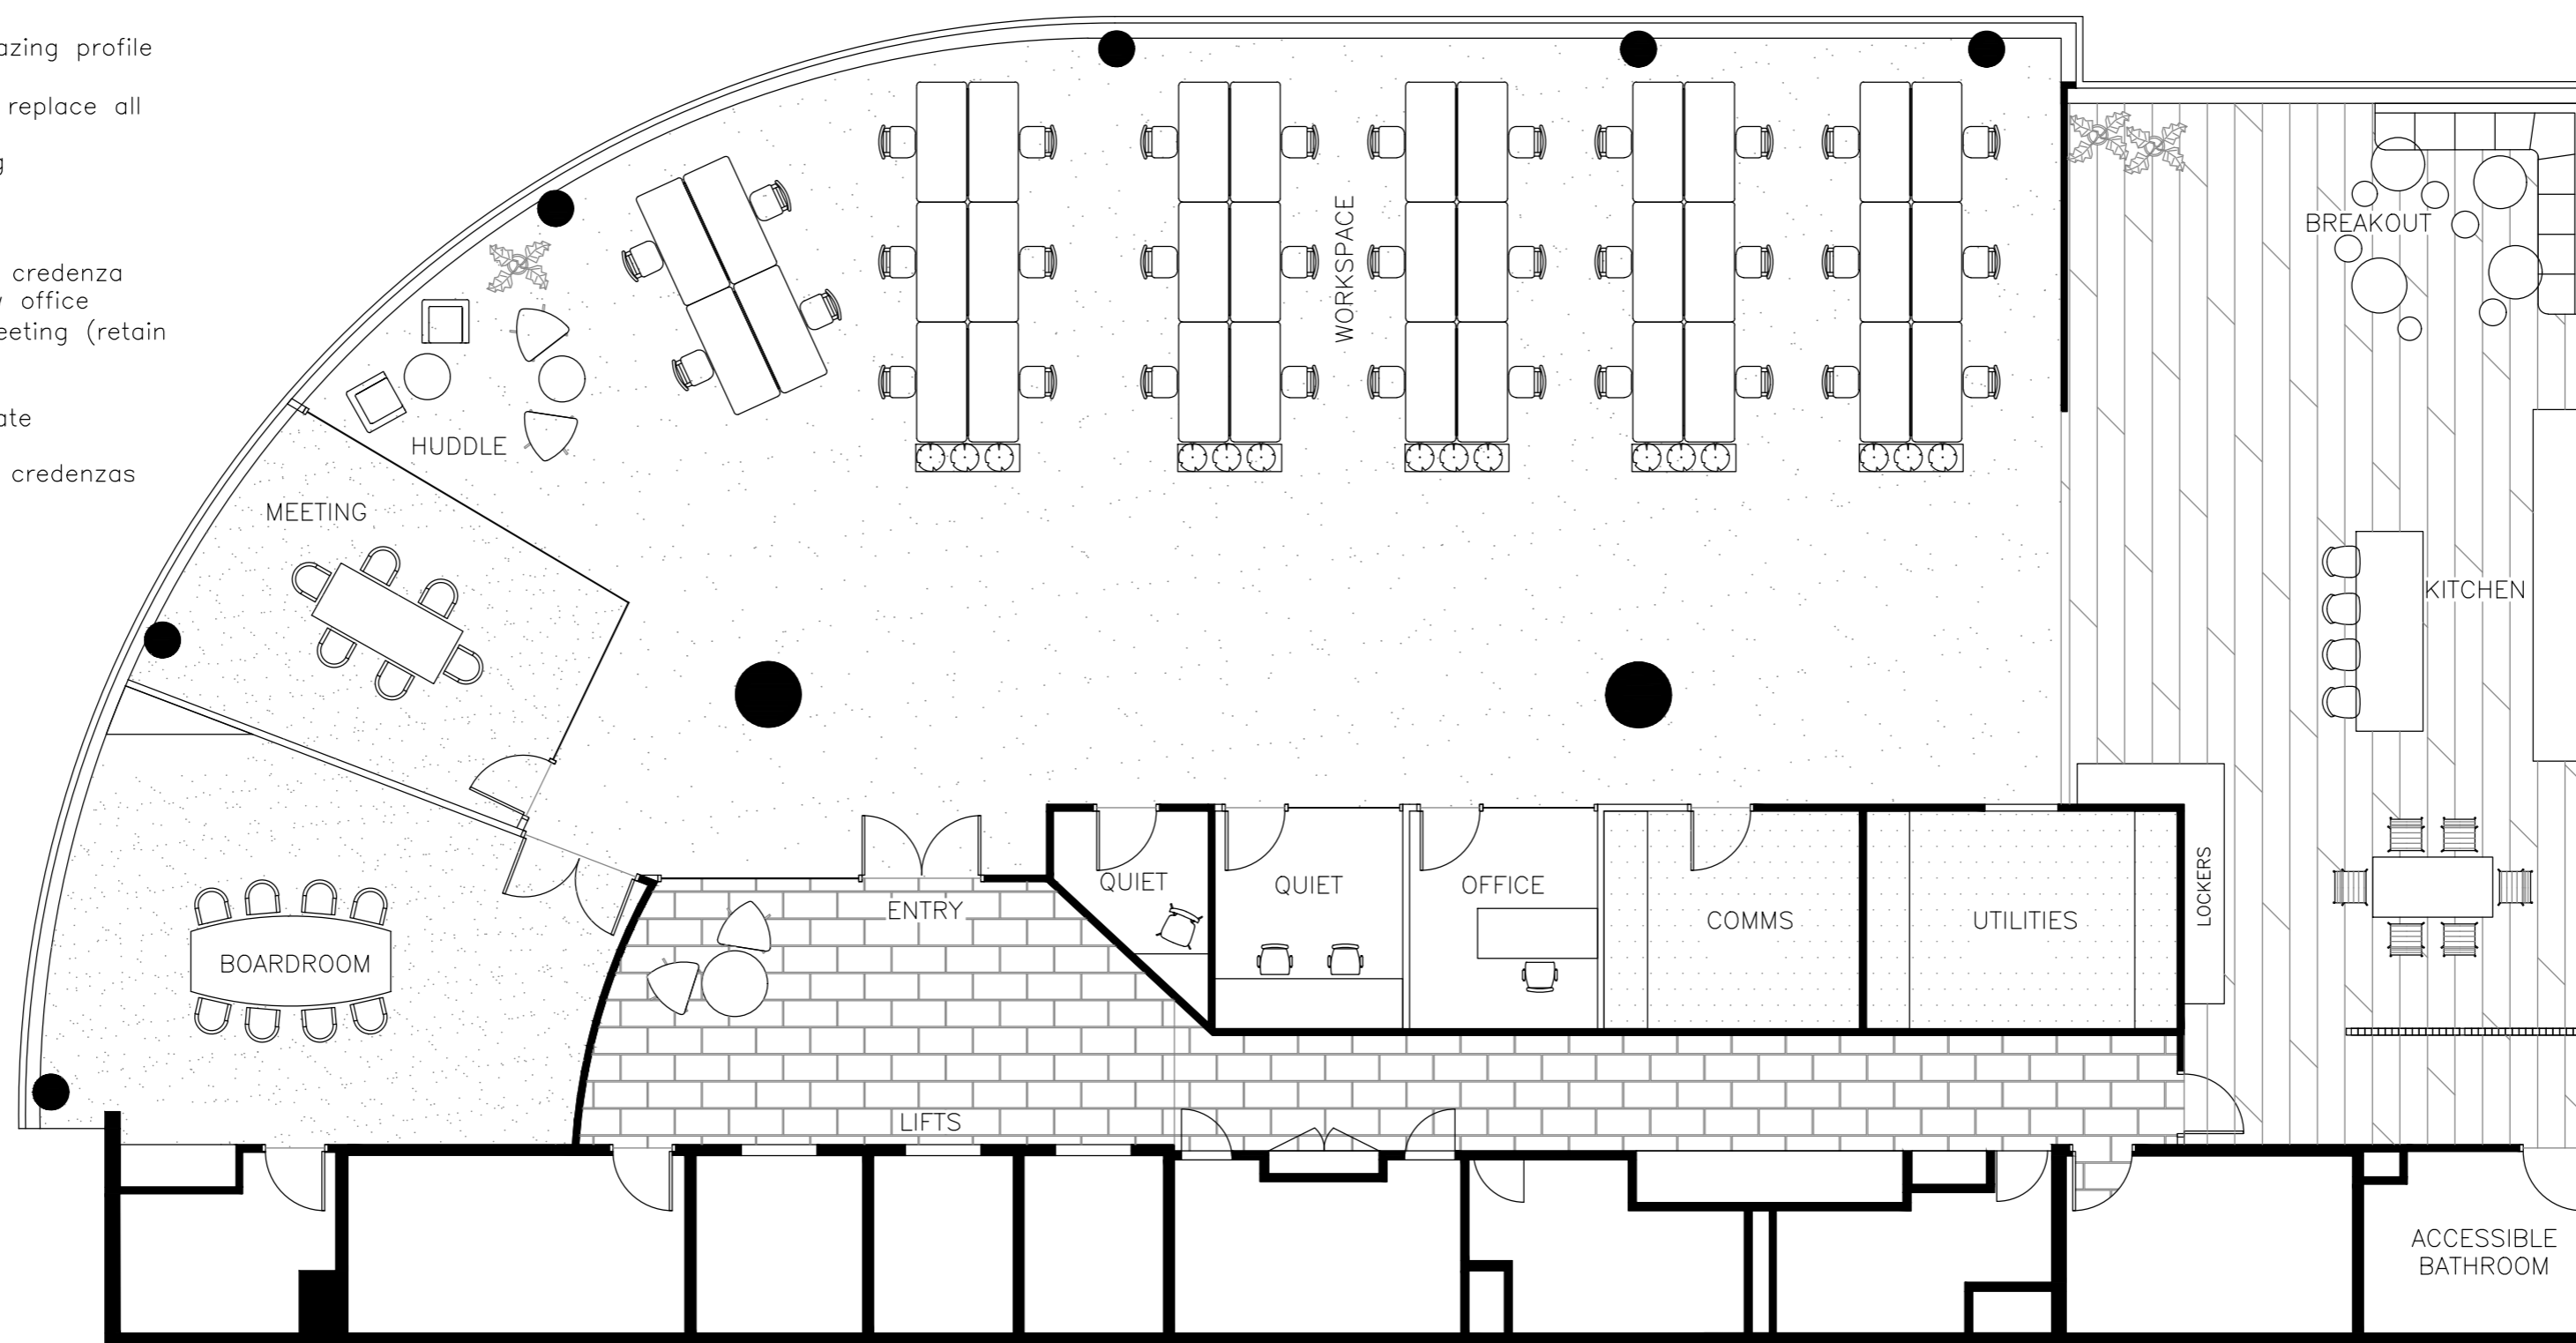 azing profile
replace all
g
credenza
office
eeting (retain
ate
credenzas
WORKSPACE
BREAKOUT
HUDDLE
MEETING
KITCHEN
QUIET
QUIET
OFFICE
LOCKERS
ENTRY
COMMS
UTILITIES
BOARDROOM
LIFTS
ACCESSIBLE
BATHROOM